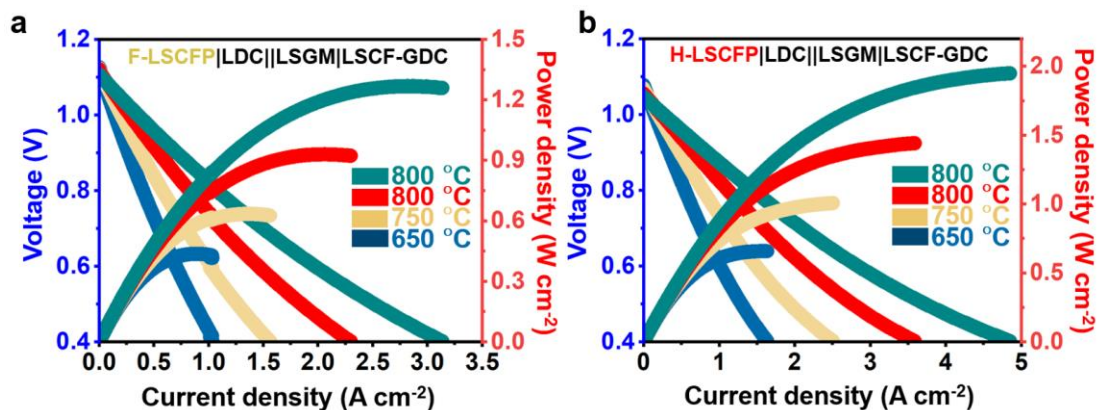 a
F-LSCFP|LDC||LSGM|LSCF-GDC
Voltage (V)
1.2
1.0
0.8
0.6
0.4
800 °C
800 °C
750 °C
650 °C
1.5
1.2
0.9
0.6
0.3
0.0
Power density (W cm-2)
0.0 0.5 1.0 1.5 2.0 2.5 3.0 3.5
Current density (A cm-2)
b
H-LSCFP|LDC||LSGM|LSCF-GDC
Voltage (V)
1.2
1.0
0.8
0.6
0.4
800 °C
800 °C
750 °C
650 °C
2.0
1.5
1.0
0.5
0.0
Power density (W cm-2)
0 1 2 3 4 5
Current density (A cm-2)